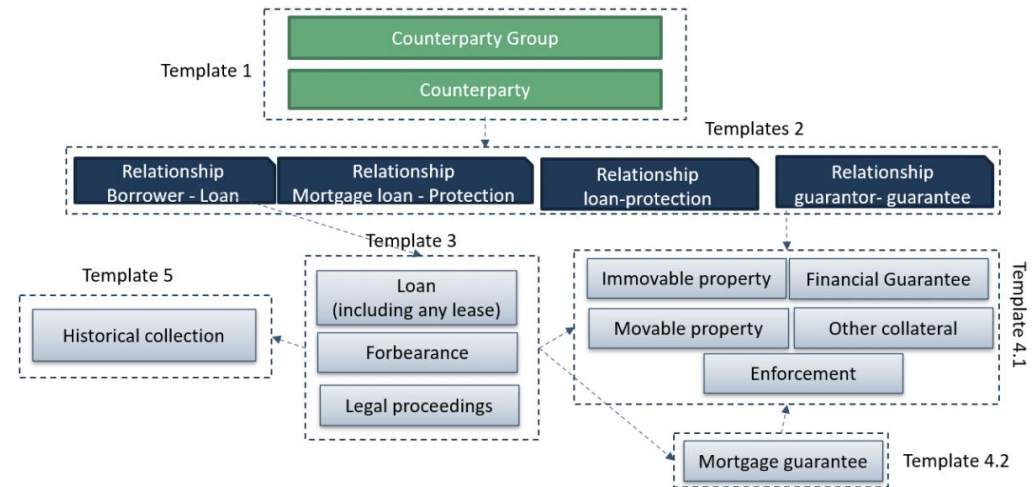 Counterparty Group
Template 1
Counterparty
Templates 2
Relationship
Borrower - Loan
Relationship
Mortgage loan - Protection
Relationship
loan-protection
Relationship
guarantor- guarantee
Template 3
Template 5
Loan
(including any lease)
Historical collection
Forbearance
Legal proceedings
Immovable property
Financial Guarantee
Movable property
Other collateral
Enforcement
Template 4.1
Mortgage guarantee
Template 4.2